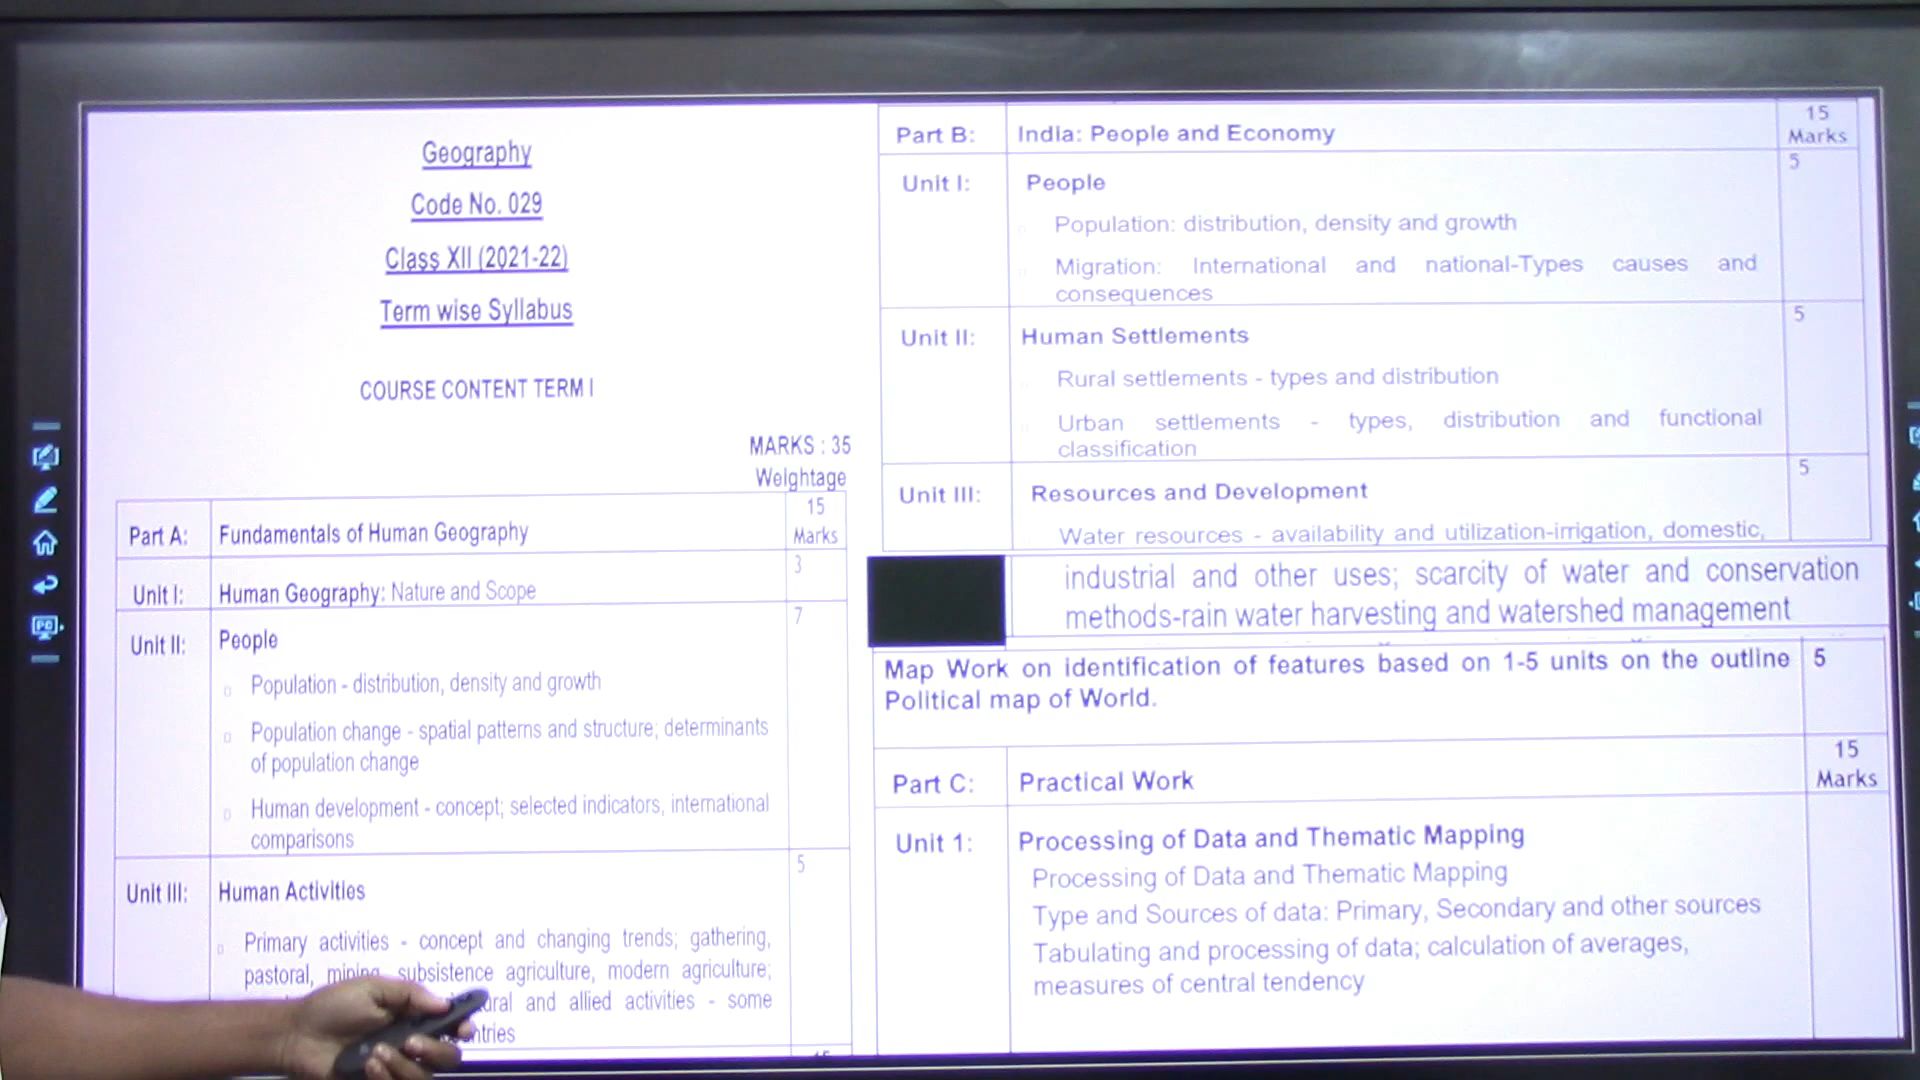 Geography
Code No. 029
Class XII (2021-22)
Term wise Syllabus
COURSE CONTENT TERM I
MARKS : 35
Weightage
Part A: Fundamentals of Human Geography 15 Marks
Unit I: Human Geography: Nature and Scope 3
Unit II: People 7
Population - distribution, density and growth
Population change - spatial patterns and structure; determinants
of population change
Human development - concept; selected indicators, international
comparisons
Unit III: Human Activities 5
Primary activities - concept and changing trends; gathering,
pastoral, mining, subsistence agriculture, modern agriculture;
and allied activities - some
Part B: India: People and Economy 15 Marks
Unit I: People 5
Population: distribution, density and growth
Migration: International and national-Types causes and
consequences
Unit II: Human Settlements 5
Rural settlements - types and distribution
Urban settlements - types, distribution and functional
classification
Unit III: Resources and Development 5
Water resources - availability and utilization-irrigation, domestic,
industrial and other uses; scarcity of water and conservation
methods-rain water harvesting and watershed management
Map Work on identification of features based on 1-5 units on the outline 5
Political map of World.
Part C: Practical Work 15 Marks
Unit 1: Processing of Data and Thematic Mapping
Processing of Data and Thematic Mapping
Type and Sources of data: Primary, Secondary and other sources
Tabulating and processing of data; calculation of averages,
measures of central tendency
PC